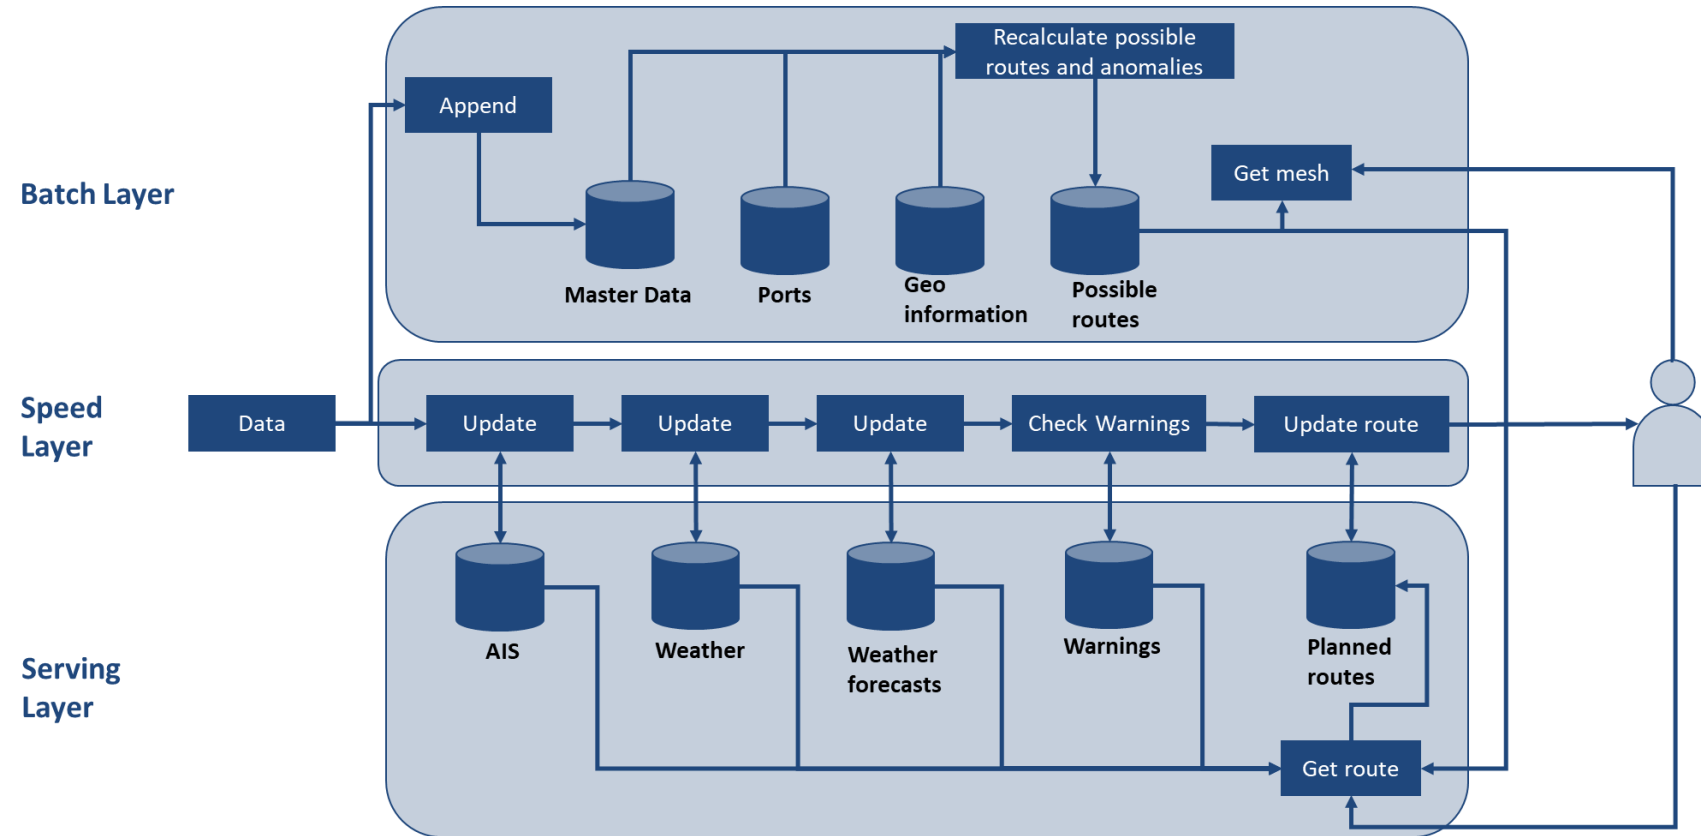 Recalculate possible
routes and anomalies
Append
Get mesh
Batch Layer
Master Data
Ports
Geo
information
Possible
routes
Speed
Layer
Data
Update
Update
Update
Check Warnings
Update route
AIS
Weather
Weather
forecasts
Warnings
Planned
routes
Serving
Layer
Get route